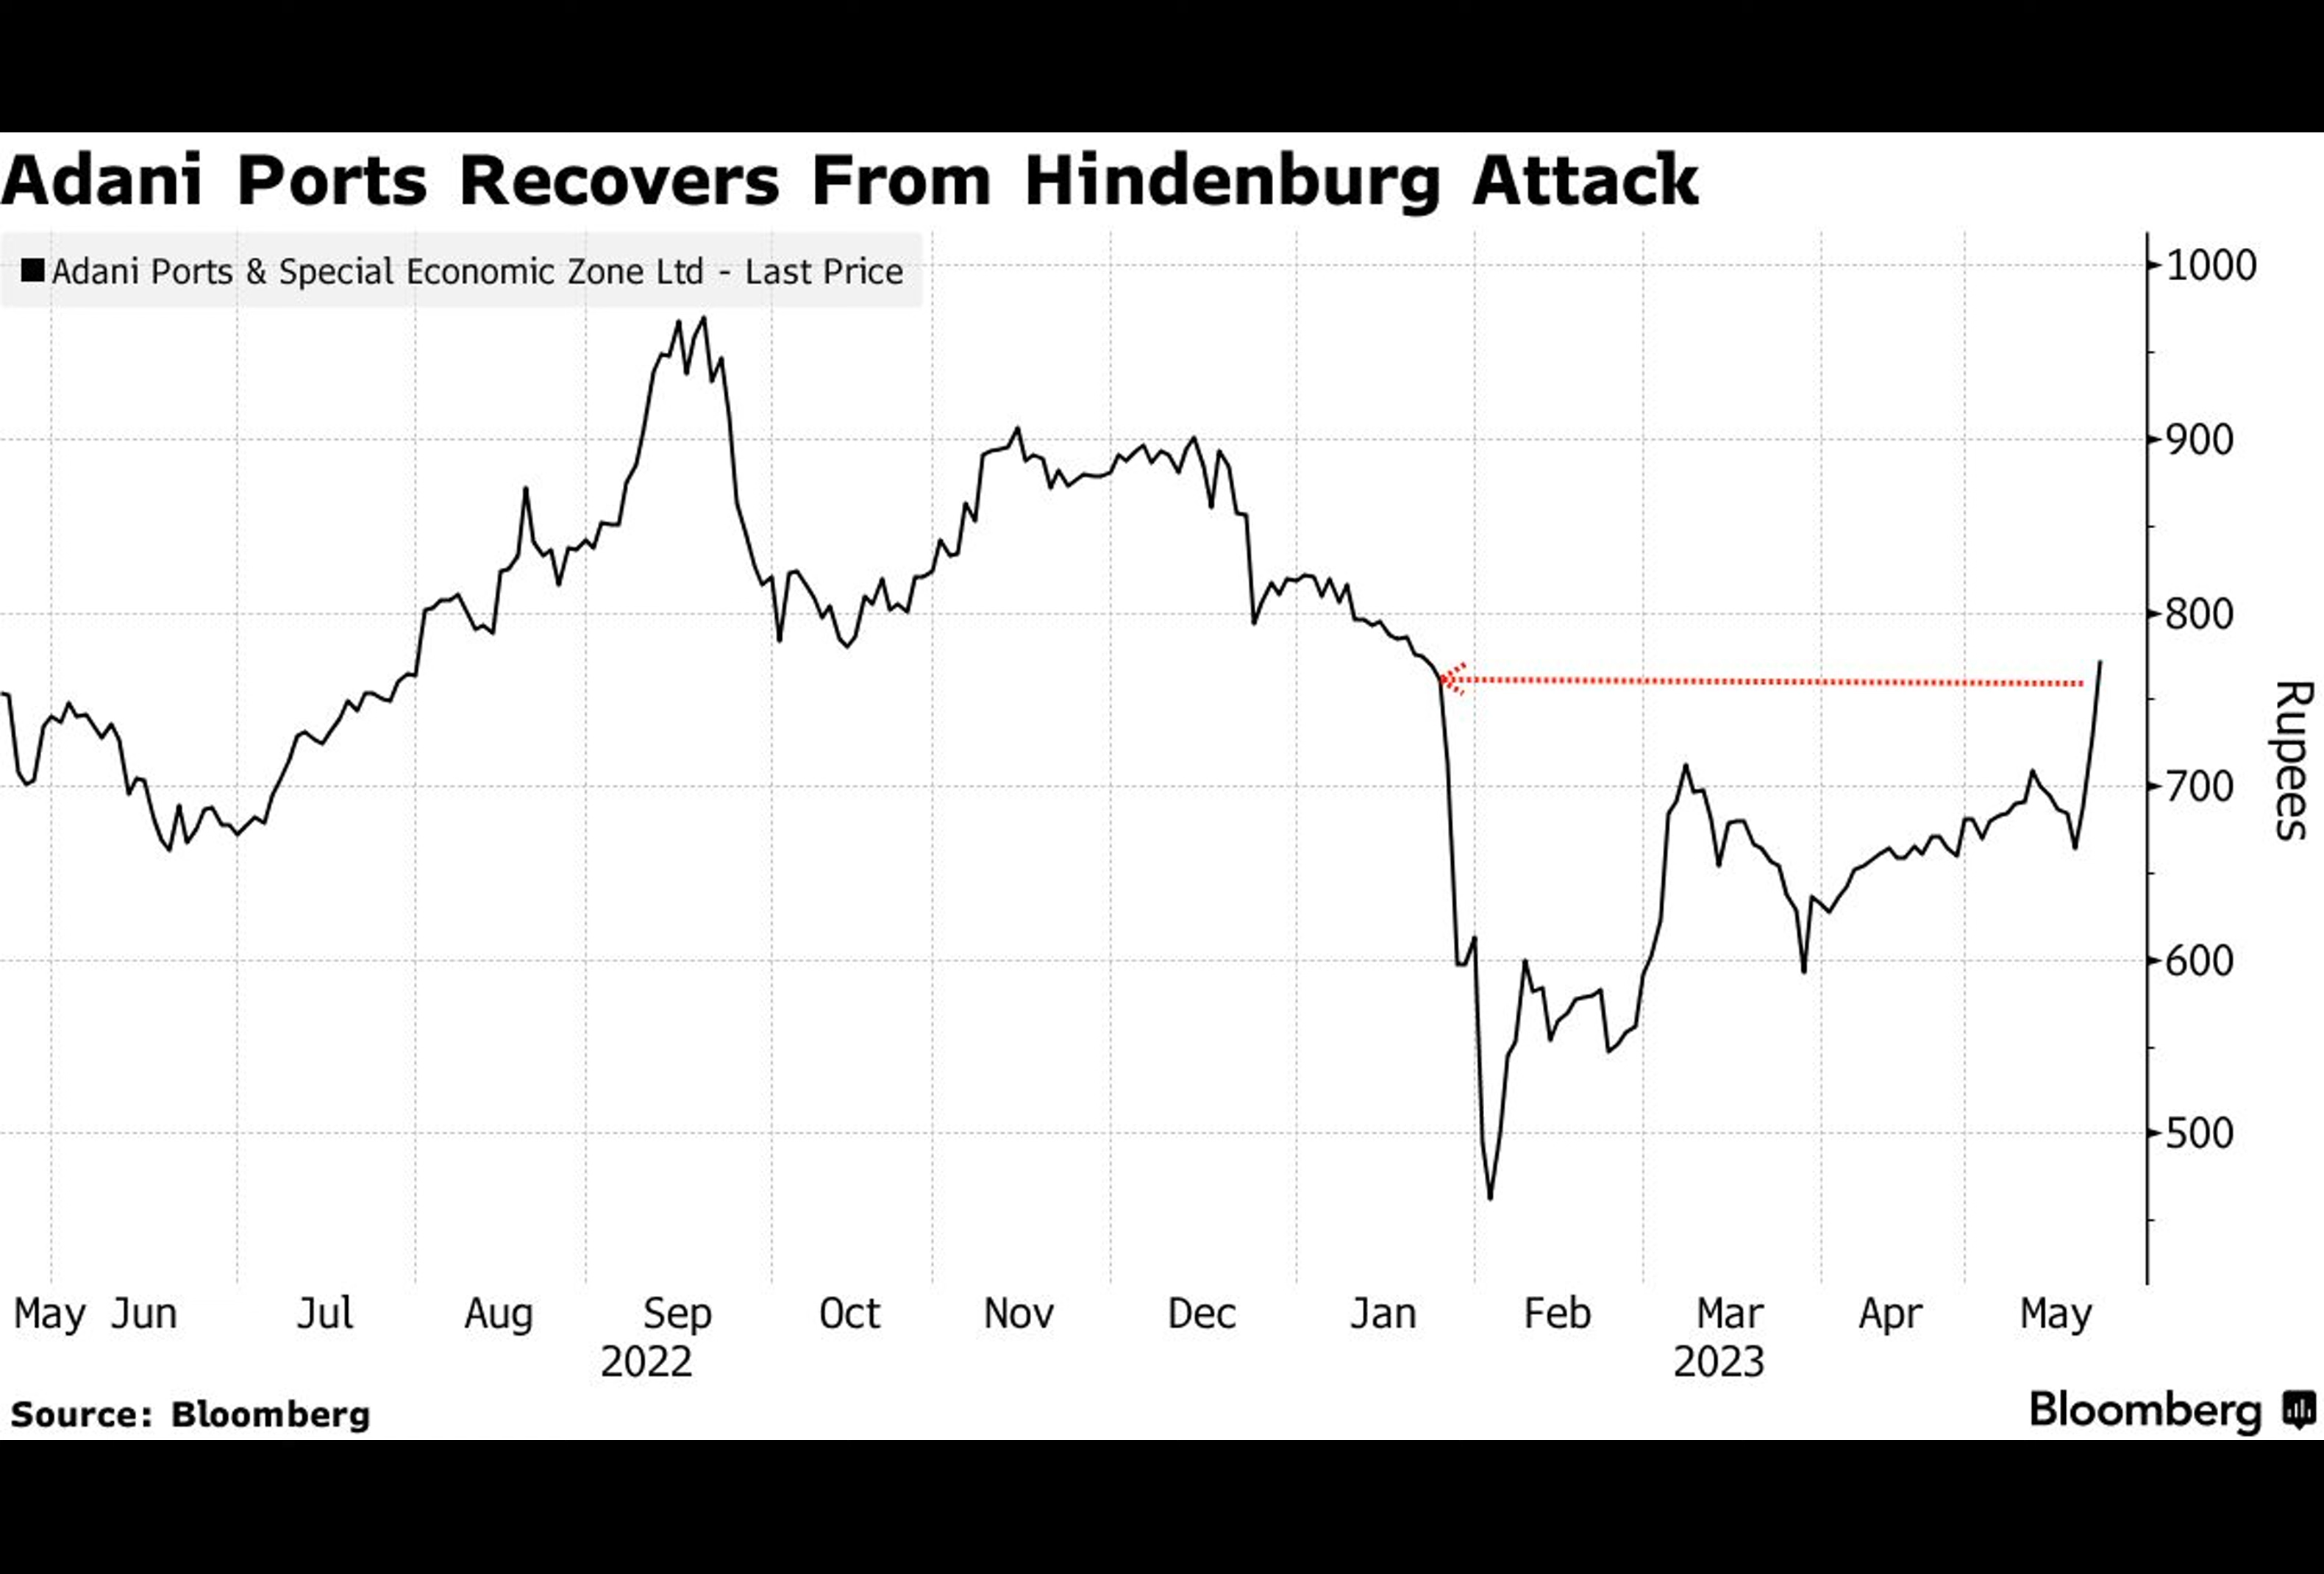 Adani Ports Recovers From Hindenburg Attack
Adani Ports & Special Economic Zone Ltd - Last Price
1000
900
800
700
600
500
Rupees
May Jun Jul Aug Sep Oct Nov Dec Jan Feb Mar Apr May
2022 2023
Source: Bloomberg
Bloomberg